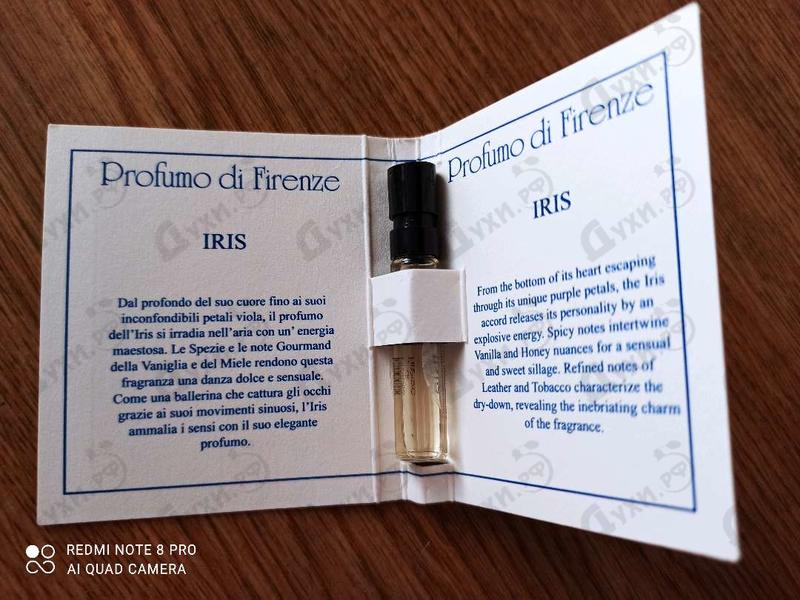 Profumo di Firenze
IRIS
Dal profondo del suo cuore fino ai suoi
inconfondibili petali viola, il profumo
dell'Iris si irradia nell'aria con un' energia
maestosa. Le Spezie e le note Gourmand
della Vaniglia e del Miele rendono questa
fragranza una danza dolce e sensuale.
Come una ballerina che cattura gli occhi
grazie ai suoi movimenti sinuosi, l'Iris
ammalia i sensi con il suo elegante
profumo.
Profumo di Firenze
IRIS
From the bottom of its heart escaping
through its unique purple petals, the Iris
accord releases its personality by an
explosive energy. Spicy notes intertwine
Vanilla and Honey nuances for a sensual
and sweet sillage. Refined notes of
Leather and Tobacco characterize the
dry-down, revealing the inebriating charm
of the fragrance.
Духи.РФ
REDMI NOTE 8 PRO
AI QUAD CAMERA